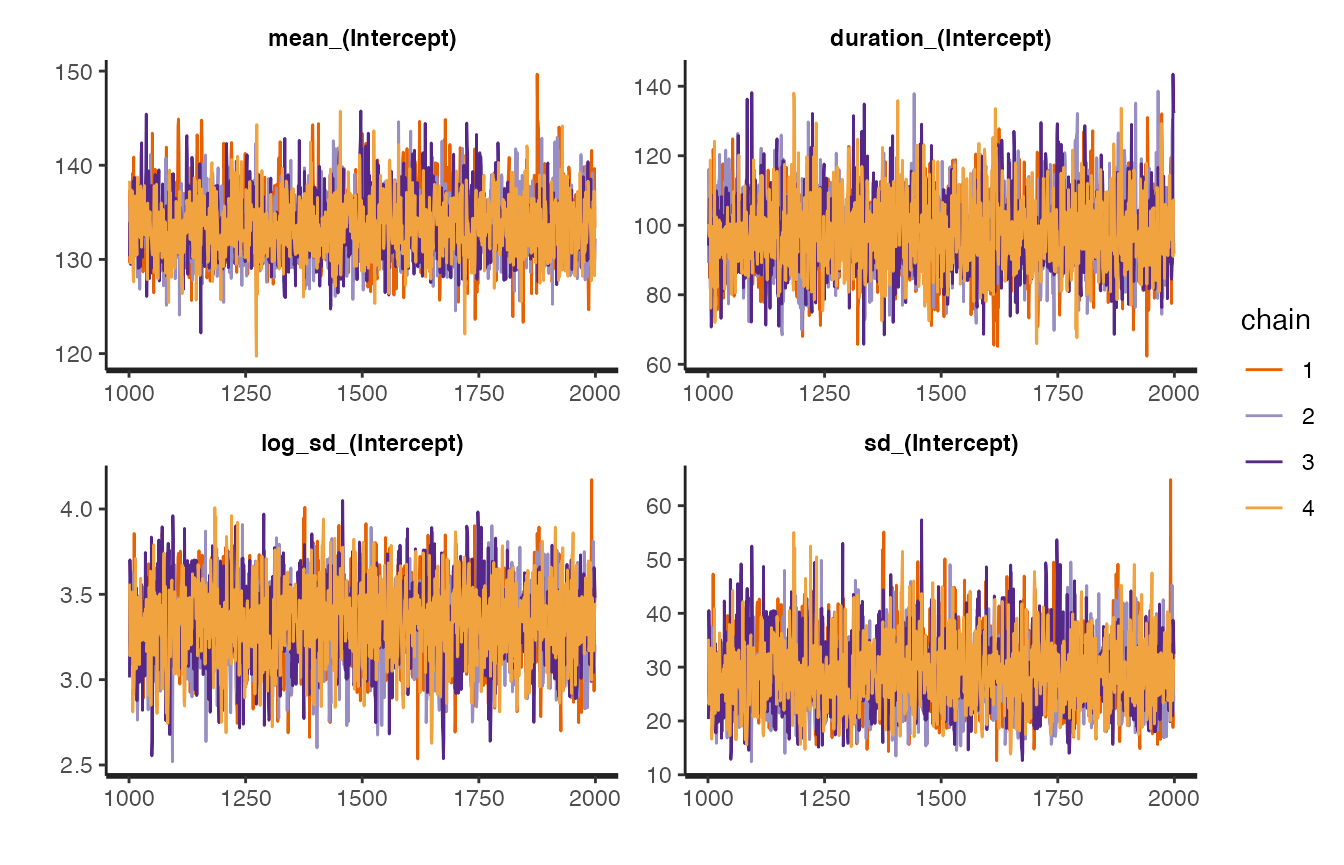 mean_(Intercept)
150
140
130
120
1000 1250 1500 1750 2000
duration_(Intercept)
140
120
100
80
60
1000 1250 1500 1750 2000
log_sd_(Intercept)
4.0
3.5
3.0
2.5
1000 1250 1500 1750 2000
sd_(Intercept)
60
50
40
30
20
10
1000 1250 1500 1750 2000
chain
1
2
3
4